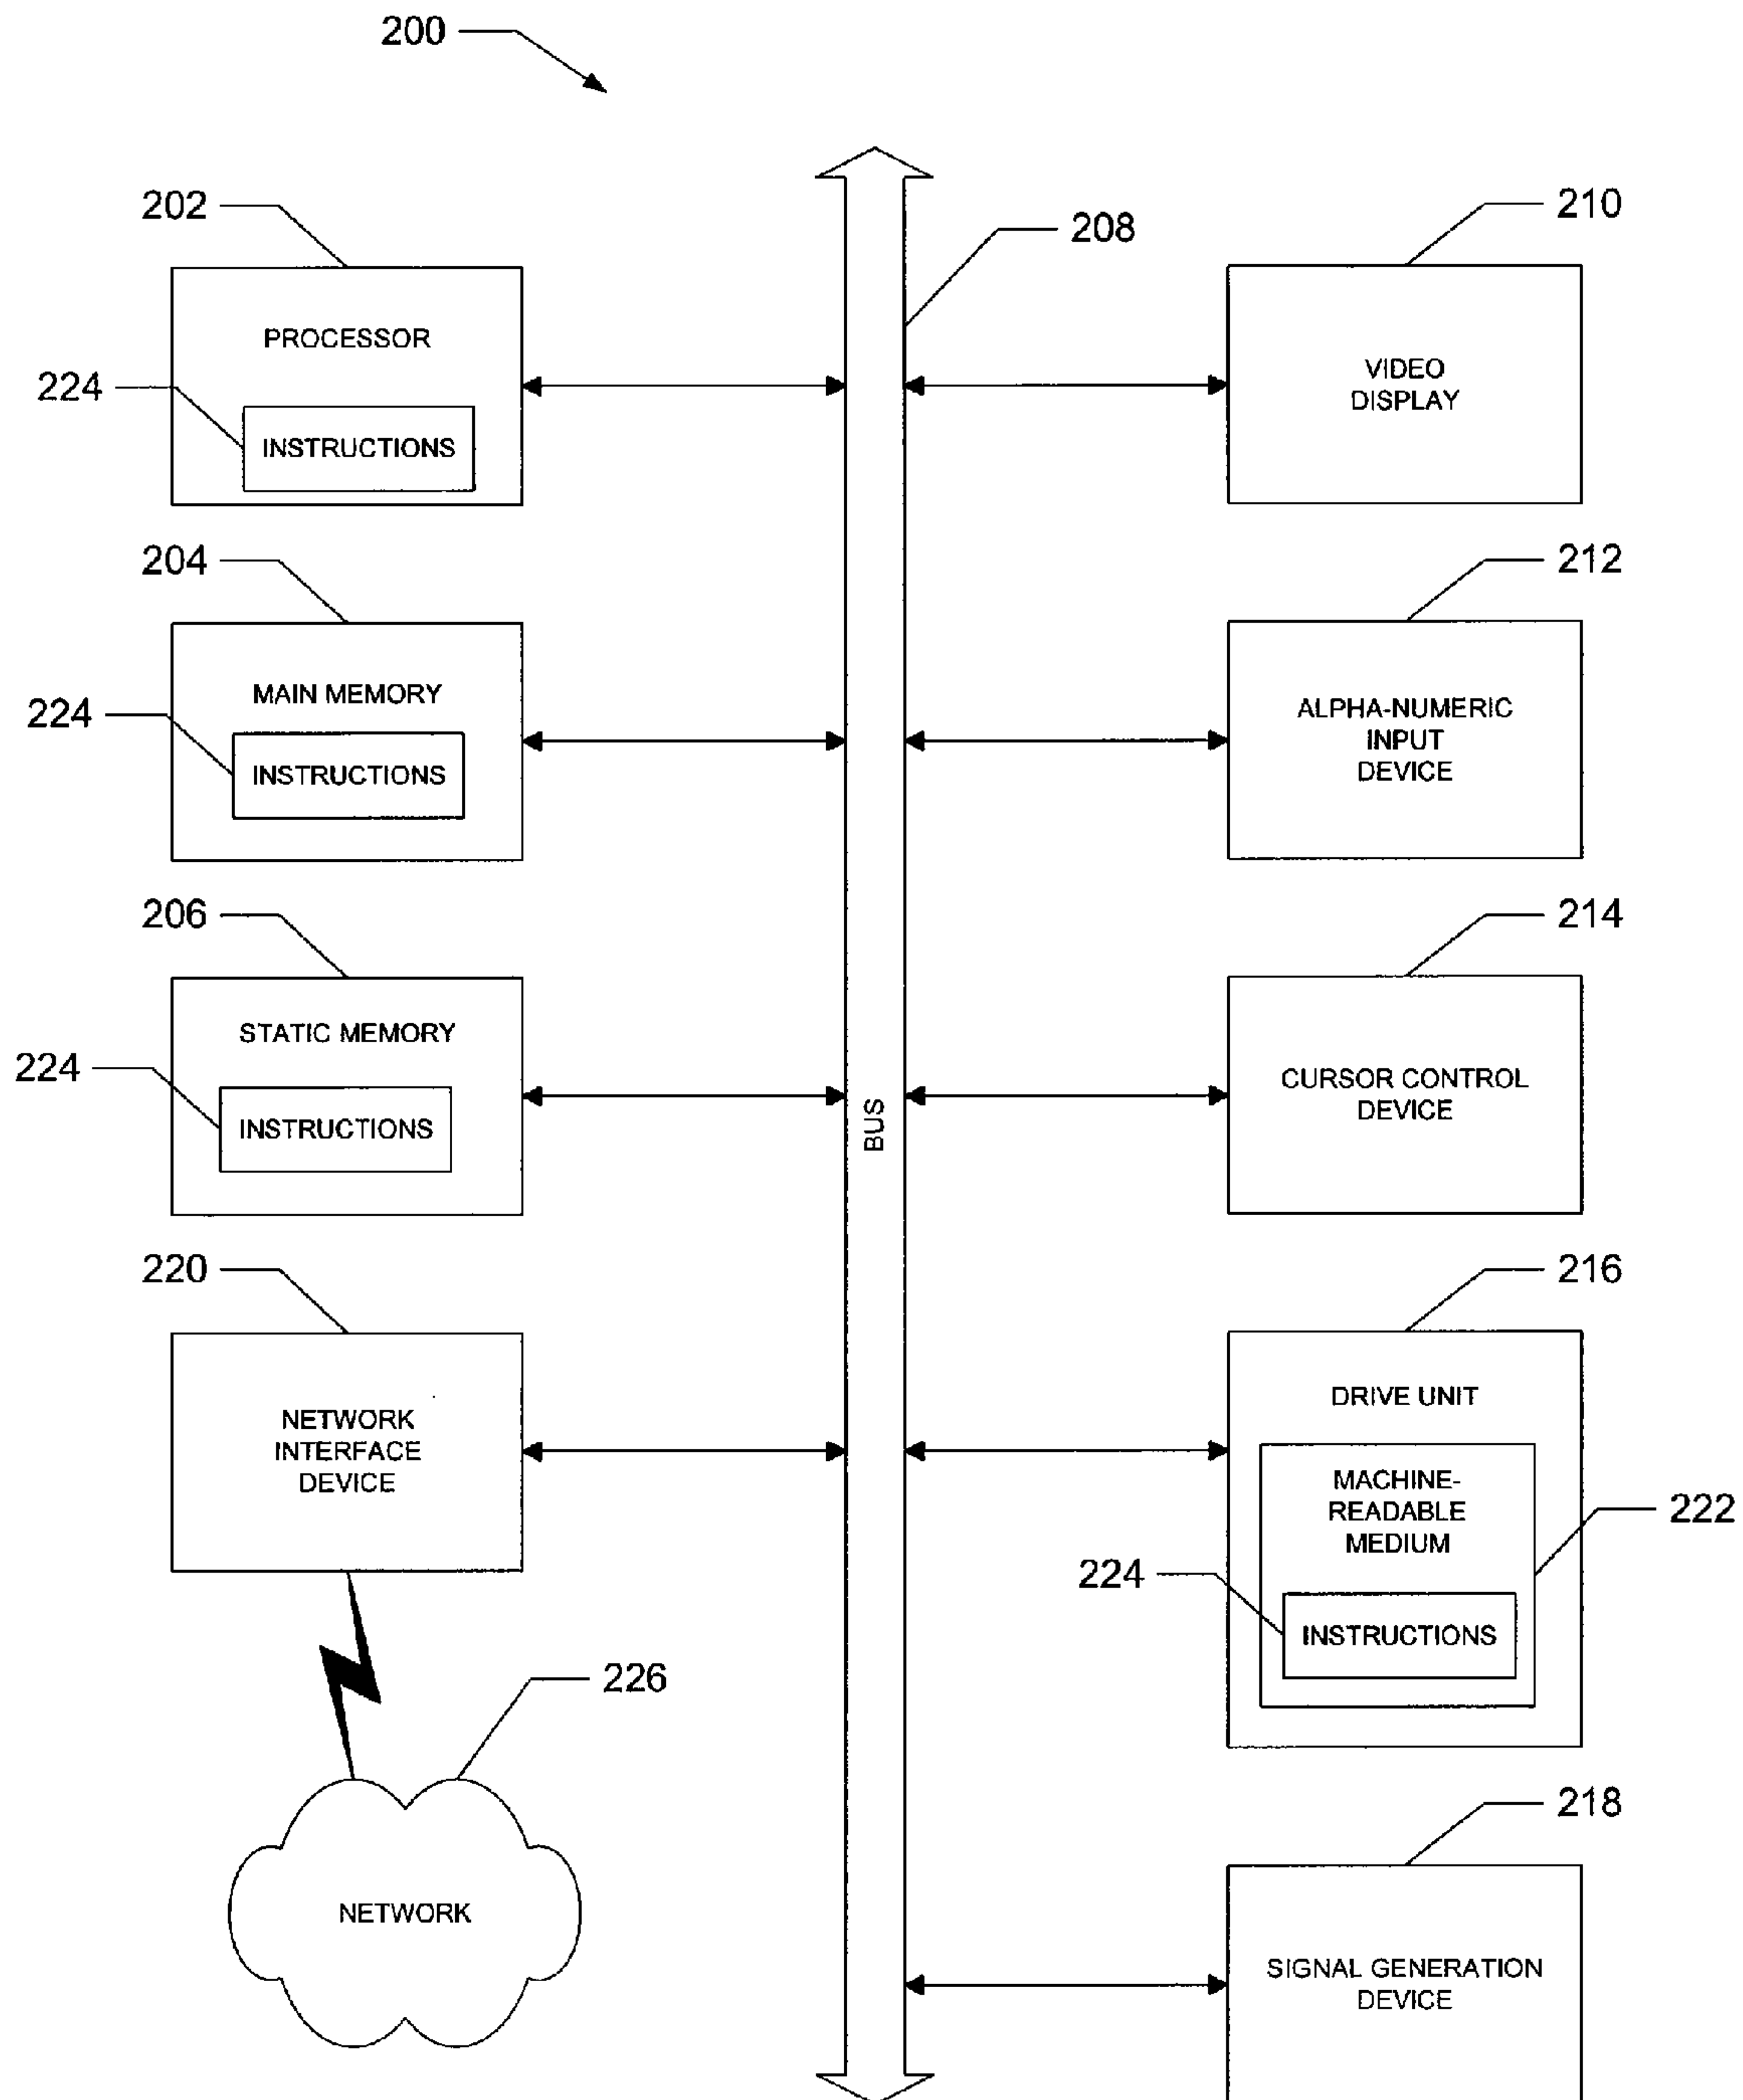 200
202
208
210
PROCESSOR
VIDEO
DISPLAY
224
INSTRUCTIONS
204
212
MAIN MEMORY
224
INSTRUCTIONS
ALPHA-NUMERIC
INPUT
DEVICE
206
214
STATIC MEMORY
224
INSTRUCTIONS
BUS
CURSOR CONTROL
DEVICE
220
216
NETWORK
INTERFACE
DEVICE
DRIVE UNIT
MACHINE-
READABLE
MEDIUM
222
224
INSTRUCTIONS
226
NETWORK
218
SIGNAL GENERATION
DEVICE